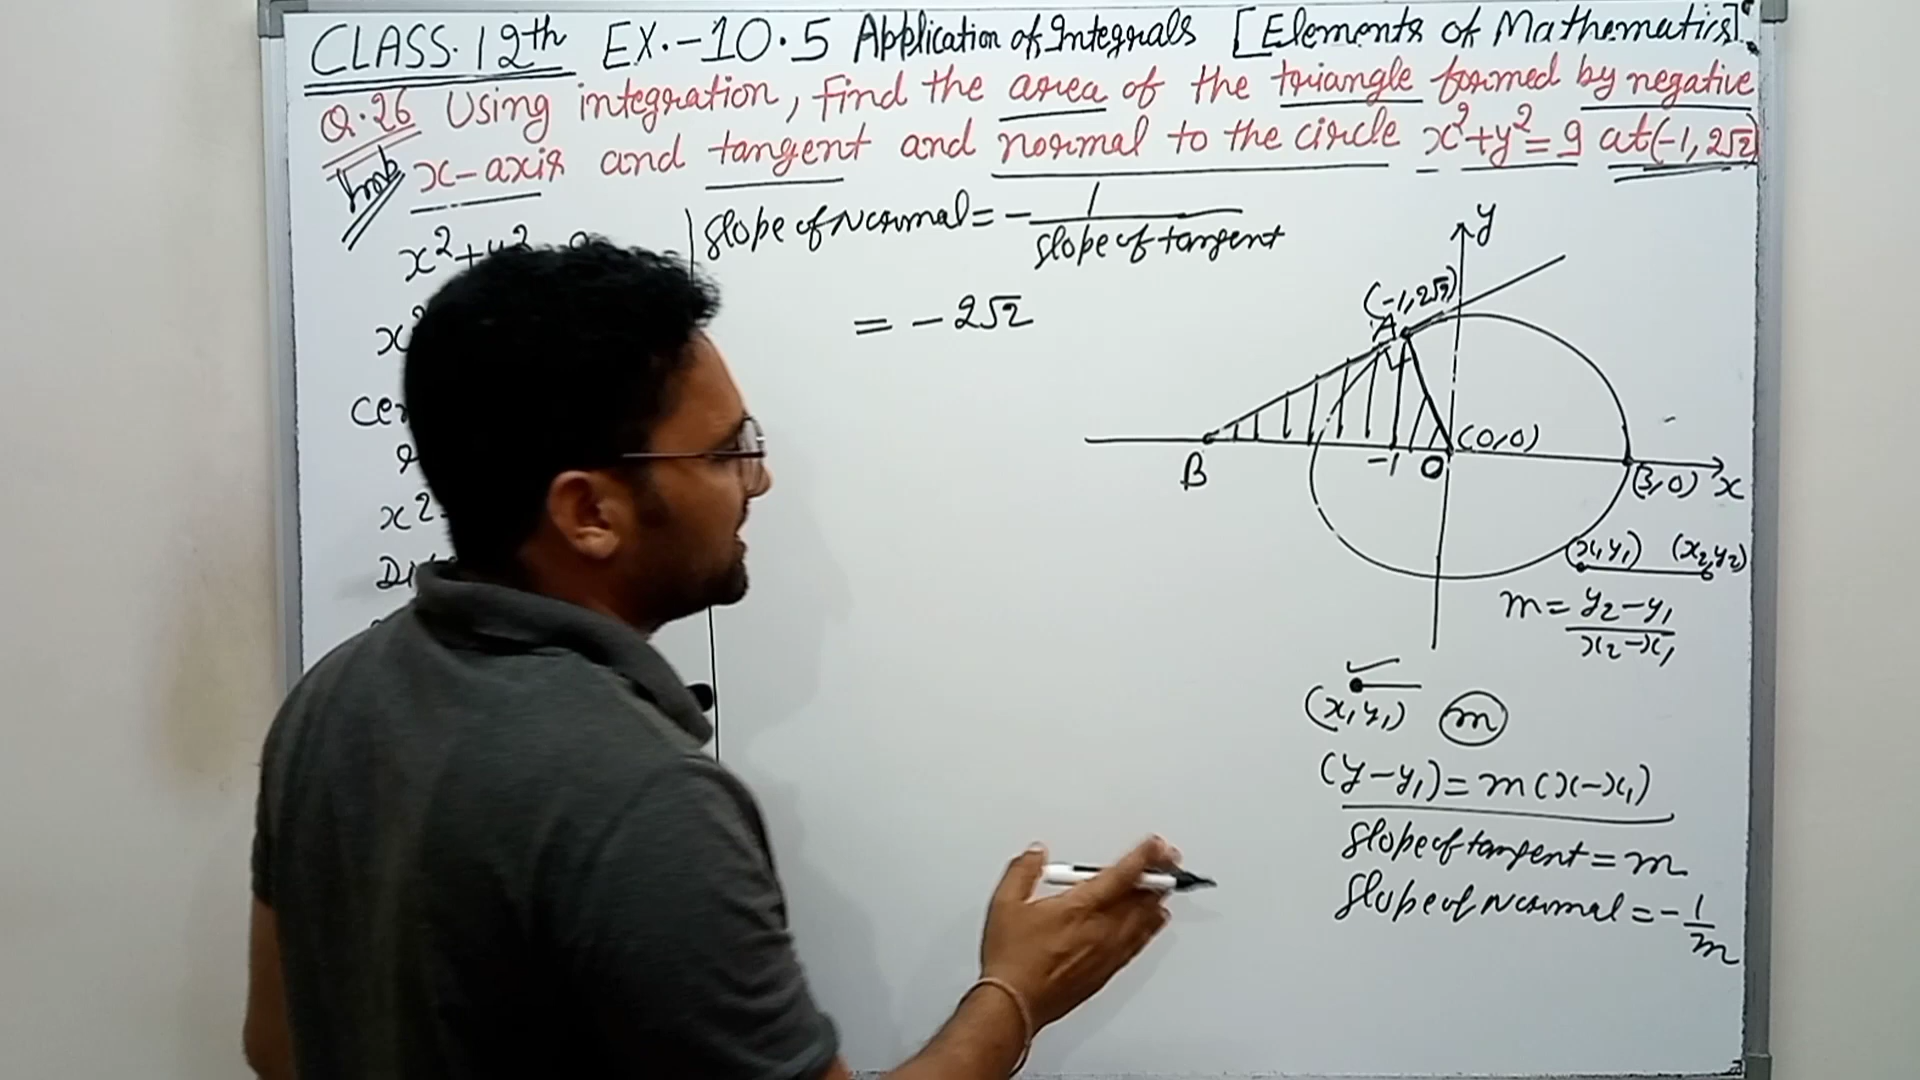 CLASS. 12th EX.-10.5 Application of Integrals [Elements of Mathematics]
Q.26 Using integration, Find the area of the triangle formed by negative
Imp x-axis and tangent and normal to the circle x²+y²=9 at(-1, 2√2)
x²+y²
Slope of Normal = - 1/slope of tangent
= - 2√2
x²
Cen
x²
y
(-1, 2√2)
A
B
-1
O
(0,0)
(3,0)
x
(x₁,y₁) (x₂,y₂)
m = y₂-y₁/x₂-x₁
(x₁,y₁) m
(y-y₁) = m(x-x₁)
Slope of tangent = m
Slope of Normal = - 1/m